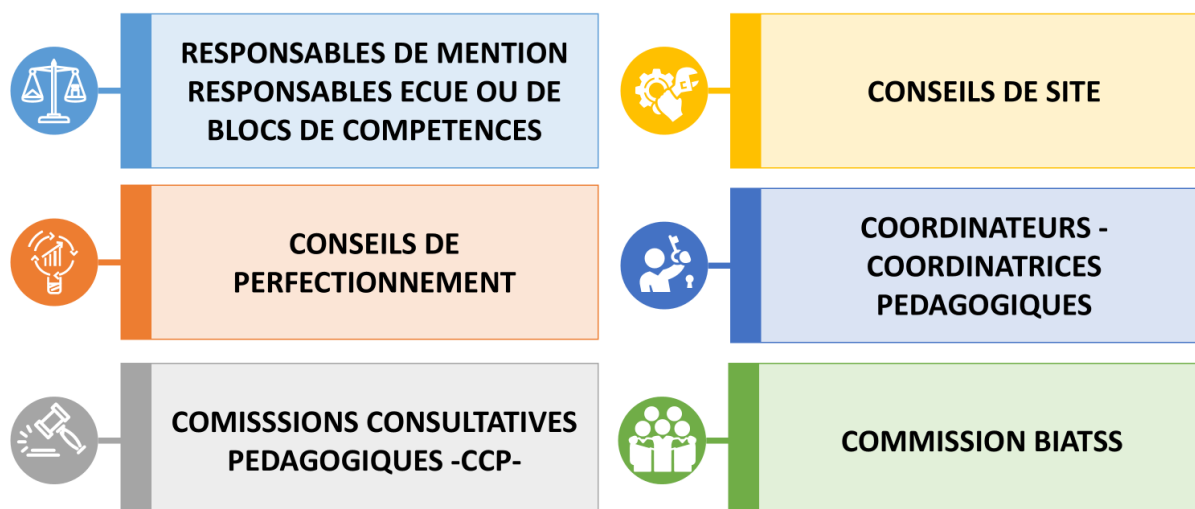 RESPONSABLES DE MENTION
RESPONSABLES ECUE OU DE
BLOCS DE COMPETENCES
CONSEILS DE SITE
CONSEILS DE
PERFECTIONNEMENT
COORDINATEURS -
COORDINATRICES
PEDAGOGIQUES
COMISSSIONS CONSULTATIVES
PEDAGOGIQUES -CCP-
COMMISSION BIATSS